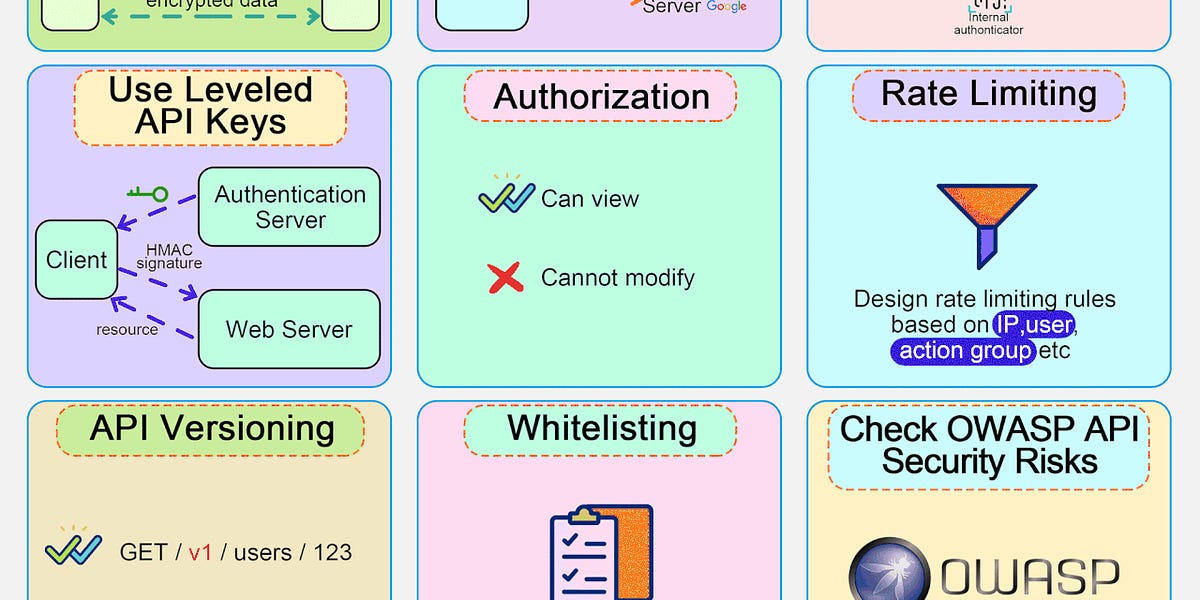 encrypted data
Server Google
Internal
authenticator
Use Leveled
API Keys
Authentication
Server
Client
HMAC
signature
resource
Web Server
Authorization
Can view
Cannot modify
Rate Limiting
Design rate limiting rules
based on IP,user,
action group etc
API Versioning
GET / v1 / users / 123
Whitelisting
Check OWASP API
Security Risks
OWASP